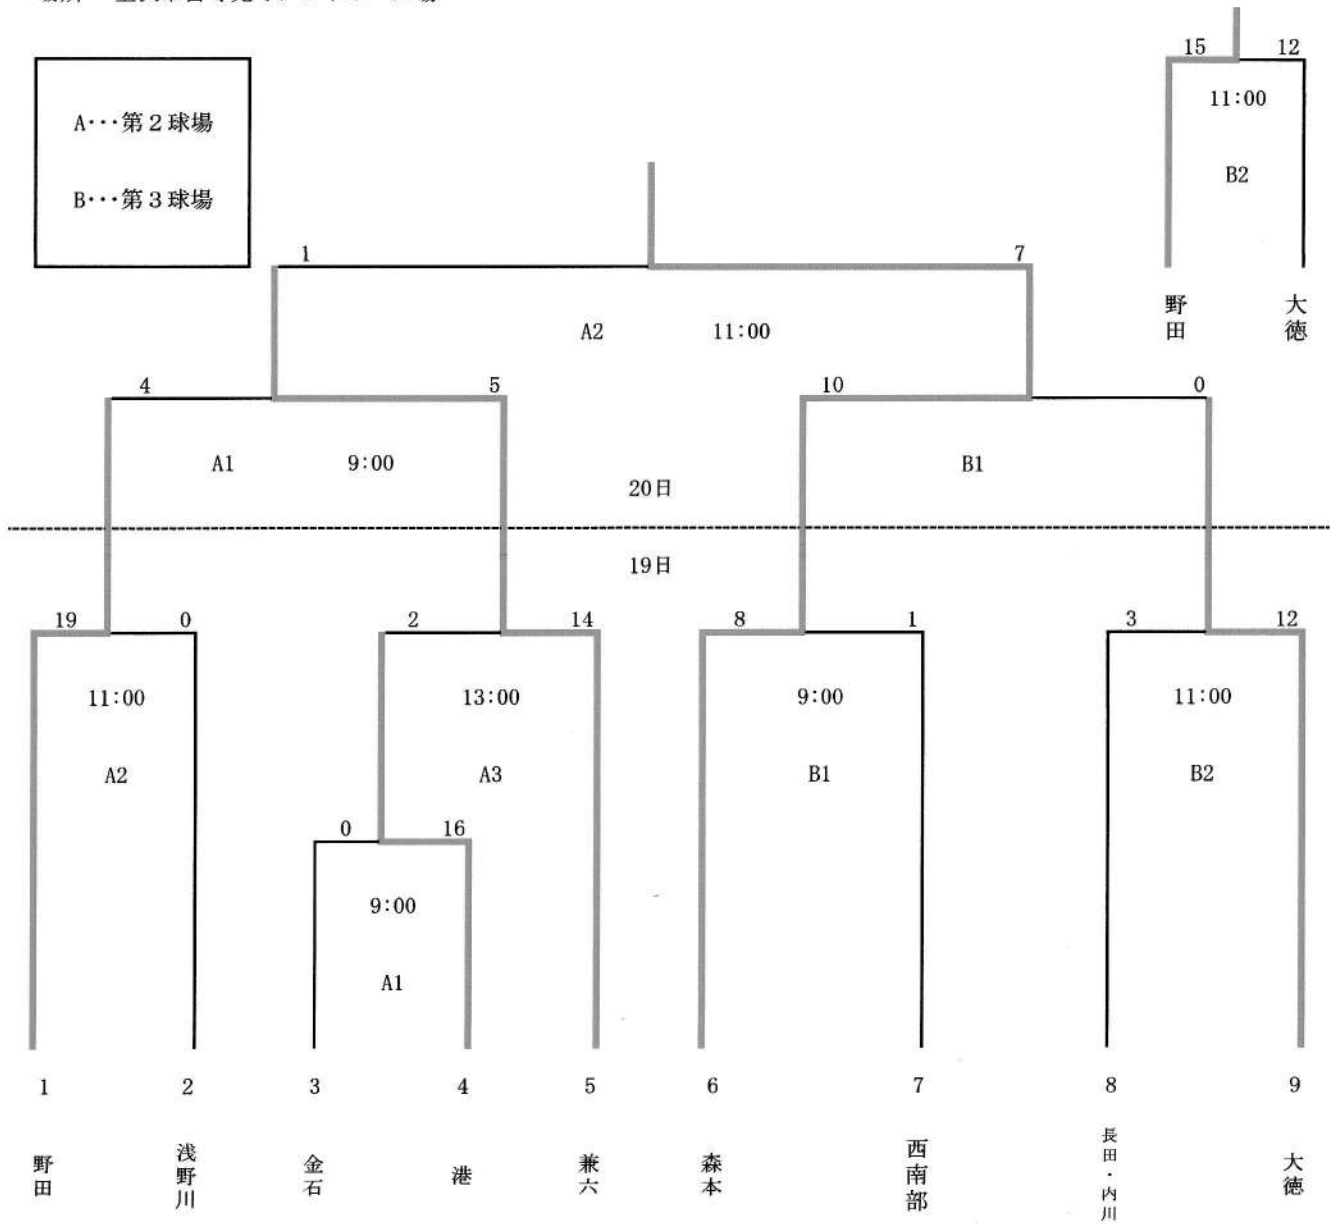 15 12
11:00
B2
野田 大徳
A･･･第2球場
B･･･第3球場
1 7
A2 11:00
4 5 10 0
A1 9:00 B1
20日
19日
19 0 2 14 8 1 3 12
11:00 13:00 9:00 11:00
A2 A3 B1 B2
0 16
9:00
A1
1 2 3 4 5 6 7 8 9
野田 浅野川 金石 港 兼六 森本 西南部 長田・内川 大徳